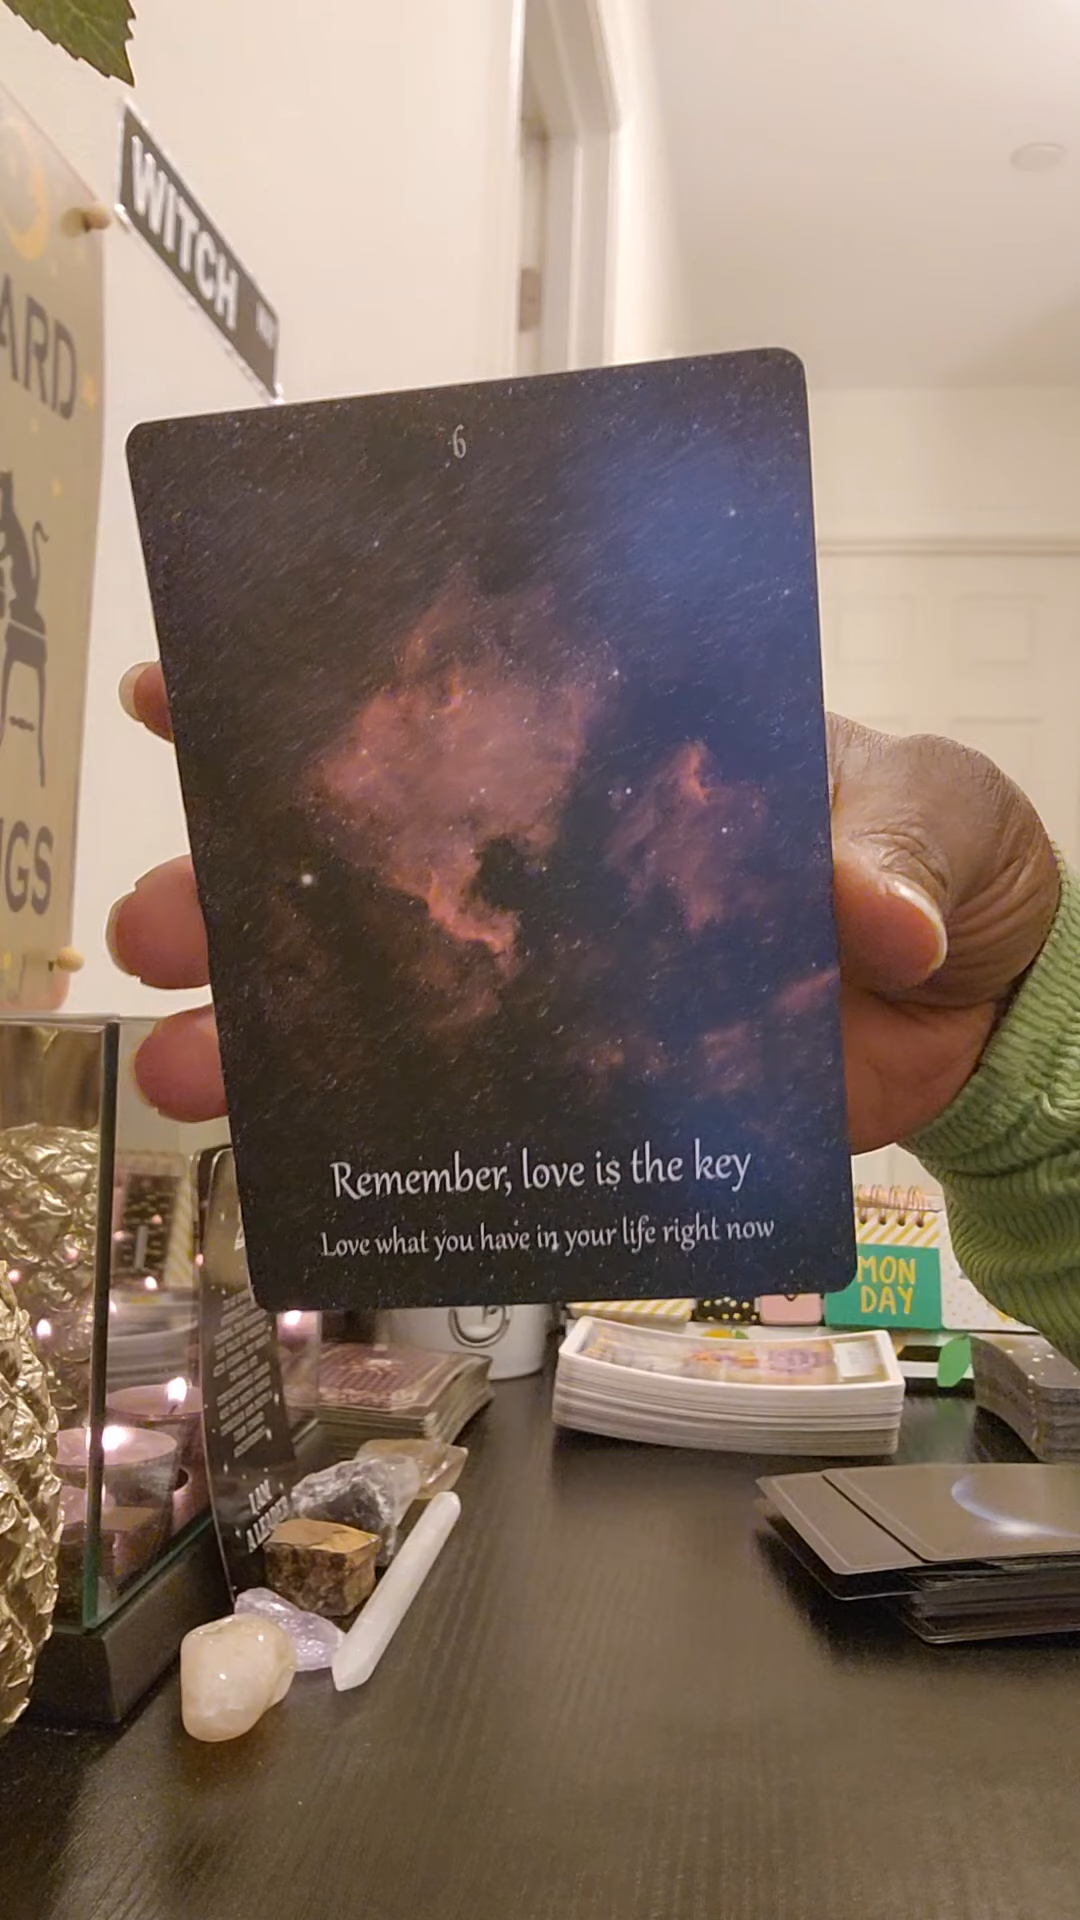 WITCH
ARD
GS
6
Remember, love is the key
Love what you have in your life right now
MON
DAY